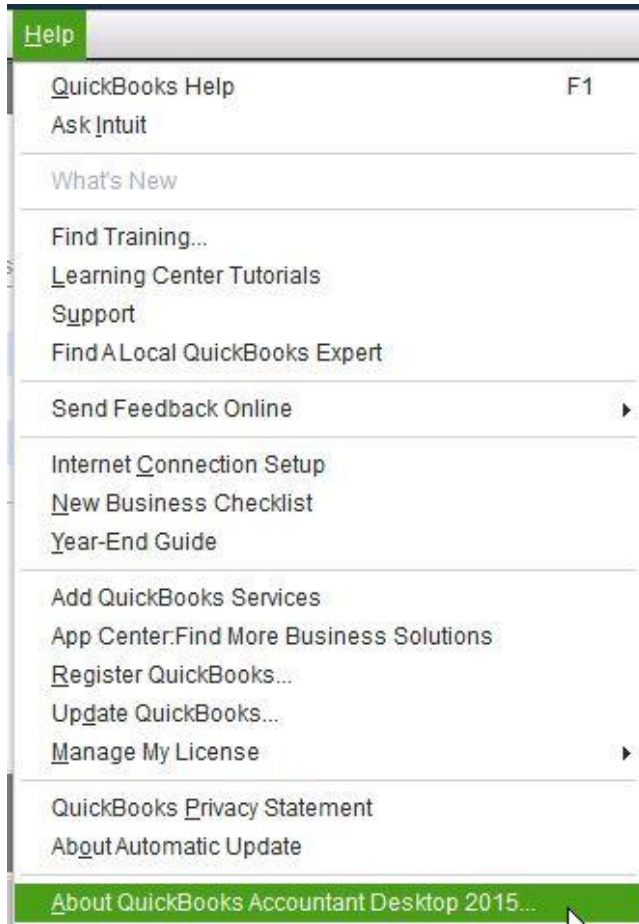 Help
QuickBooks Help F1
Ask Intuit
What's New
Find Training...
Learning Center Tutorials
Support
Find A Local QuickBooks Expert
Send Feedback Online
Internet Connection Setup
New Business Checklist
Year-End Guide
Add QuickBooks Services
App Center:Find More Business Solutions
Register QuickBooks...
Update QuickBooks...
Manage My License
QuickBooks Privacy Statement
About Automatic Update
About QuickBooks Accountant Desktop 2015...